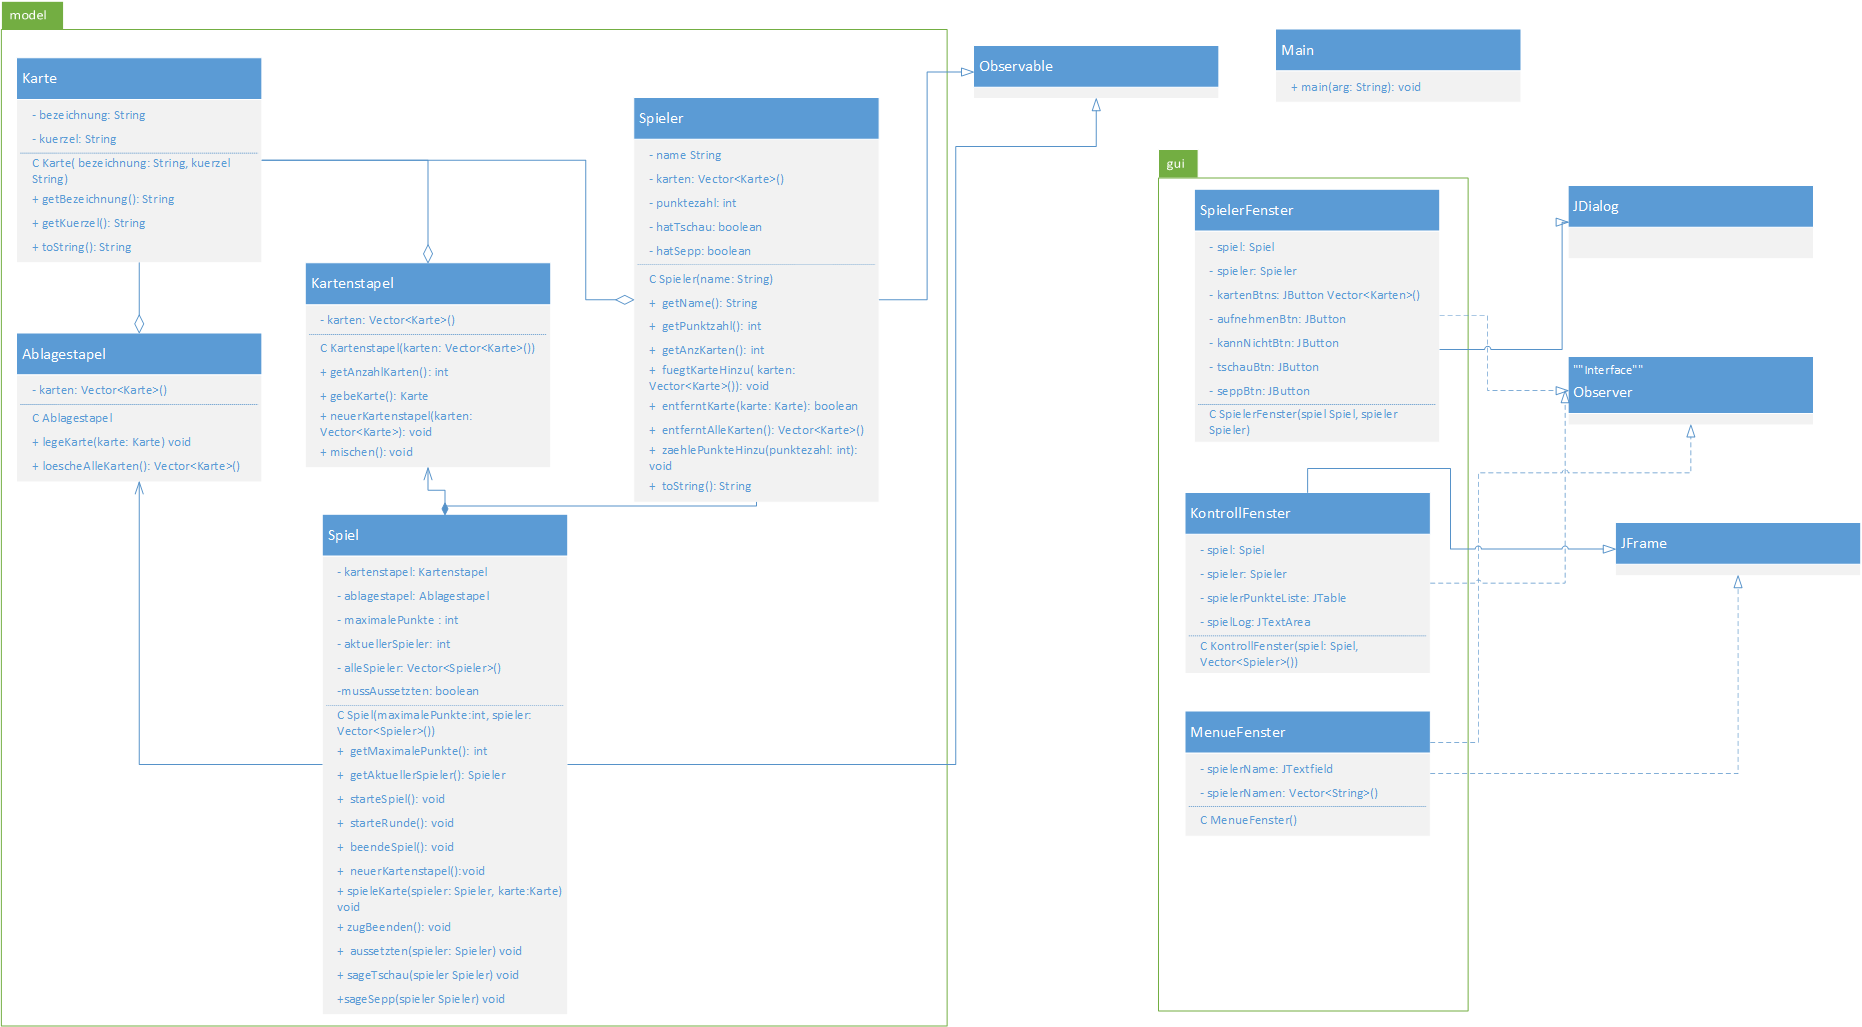 model
Karte
- bezeichnung: String
- kuerzel: String
C Karte( bezeichnung: String, kuerzel
String)
+ getBezeichnung(): String
+ getKuerzel(): String
+ toString(): String
Ablagestapel
- karten: Vector<Karte>()
C Ablagestapel
+ legeKarte(karte: Karte) void
+ loescheAlleKarten(): Vector<Karte>()
Kartenstapel
- karten: Vector<Karte>()
C Kartenstapel(karten: Vector<Karte>())
+ getAnzahlKarten(): int
+ gebeKarte(): Karte
+ neuerKartenstapel(karten:
Vector<Karte>): void
+ mischen(): void
Spieler
- name String
- karten: Vector<Karte>()
- punktezahl: int
- hatTschau: boolean
- hatSepp: boolean
C Spieler(name: String)
+ getName(): String
+ getPunktzahl(): int
+ getAnzKarten(): int
+ fuegtKarteHinzu( karten:
Vector<Karte>()): void
+ entferntKarte(karte: Karte): boolean
+ entferntAlleKarten(): Vector<Karte>()
+ zaehlePunkteHinzu(punktezahl: int):
void
+ toString(): String
Spiel
- kartenstapel: Kartenstapel
- ablagestapel: Ablagestapel
- maximalePunkte : int
- aktuellerSpieler: int
- alleSpieler: Vector<Spieler>()
-mussAussetzten: boolean
C Spiel(maximalePunkte:int, spieler:
Vector<Spieler>())
+ getMaximalePunkte(): int
+ getAktuellerSpieler(): Spieler
+ starteSpiel(): void
+ starteRunde(): void
+ beendeSpiel(): void
+ neuerKartenstapel():void
+ spieleKarte(spieler: Spieler, karte:Karte)
void
+ zugBeenden(): void
+ aussetzten(spieler: Spieler) void
+ sageTschau(spieler Spieler) void
+sageSepp(spieler Spieler) void
Observable
Main
+ main(arg: String): void
gui
SpielerFenster
- spiel: Spiel
- spieler: Spieler
- kartenBtns: JButton Vector<Karten>()
- aufnehmenBtn: JButton
- kannNichtBtn: JButton
- tschauBtn: JButton
- seppBtn: JButton
C SpielerFenster(spiel Spiel, spieler
Spieler)
KontrollFenster
- spiel: Spiel
- spieler: Spieler
- spielerPunkteListe: JTable
- spielLog: JTextArea
C KontrollFenster(spiel: Spiel,
Vector<Spieler>())
MenueFenster
- spielerName: JTextfield
- spielerNamen: Vector<String>()
C MenueFenster()
JDialog
""Interface""
Observer
JFrame